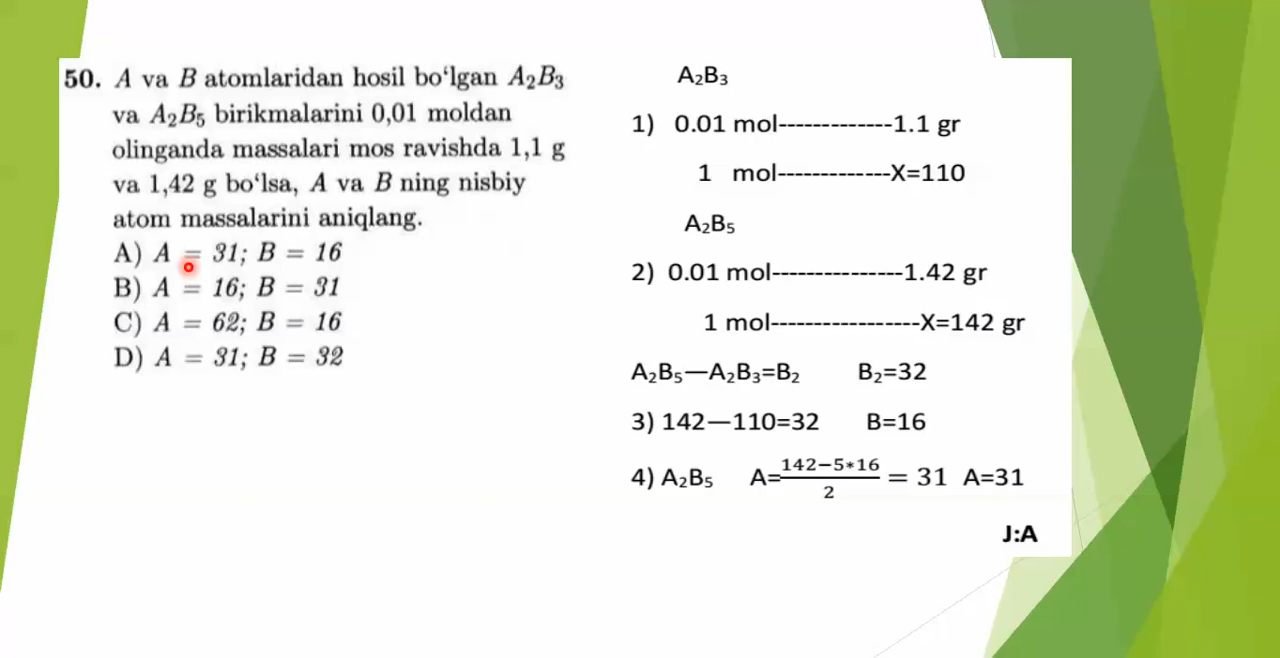 50. A va B atomlaridan hosil bo‘lgan A₂B₃
va A₂B₅ birikmalarini 0,01 moldan
olinganda massalari mos ravishda 1,1 g
va 1,42 g bo‘lsa, A va B ning nisbiy
atom massalarini aniqlang.
A) A = 31; B = 16
B) A = 16; B = 31
C) A = 62; B = 16
D) A = 31; B = 32
A₂B₃
1) 0.01 mol-------------1.1 gr
1 mol-------------X=110
A₂B₅
2) 0.01 mol---------------1.42 gr
1 mol------------------X=142 gr
A₂B₅—A₂B₃=B₂ B₂=32
3) 142—110=32 B=16
4) A₂B₅ A=\frac{142−5*16}{2} = 31 A=31
J:A